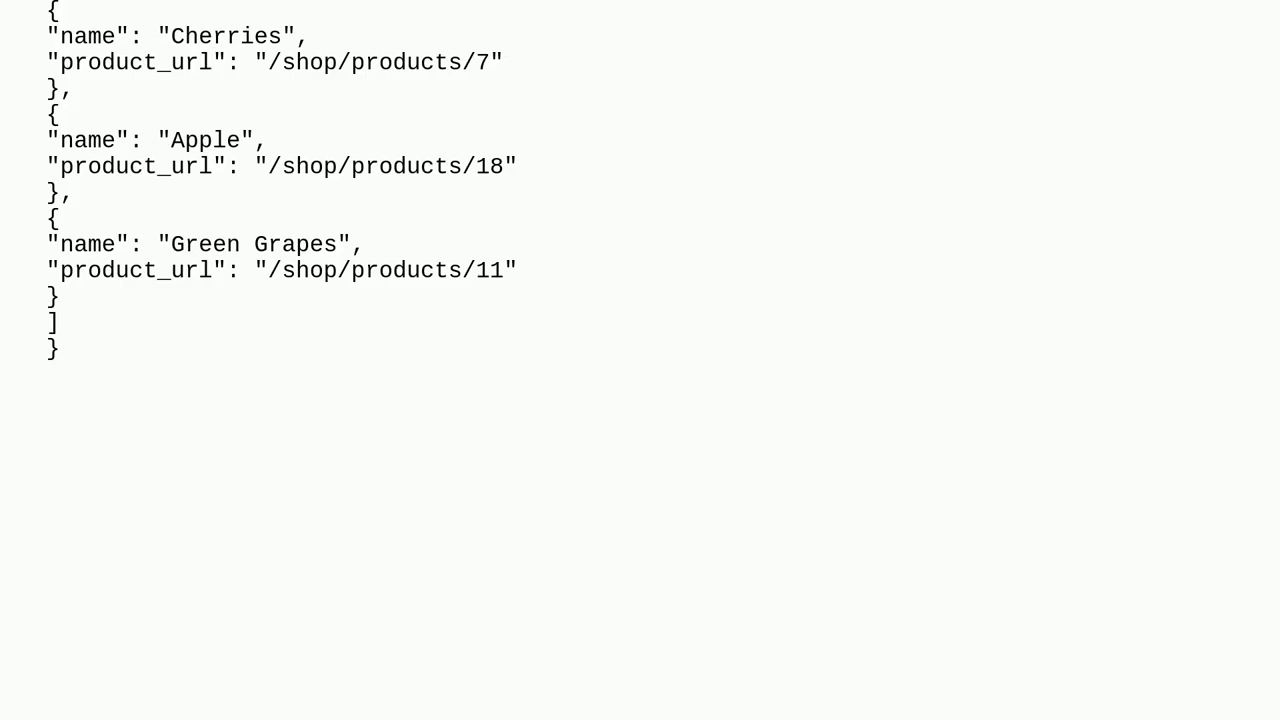 {
"name": "Cherries",
"product_url": "/shop/products/7"
},
{
"name": "Apple",
"product_url": "/shop/products/18"
},
{
"name": "Green Grapes",
"product_url": "/shop/products/11"
}
]
}